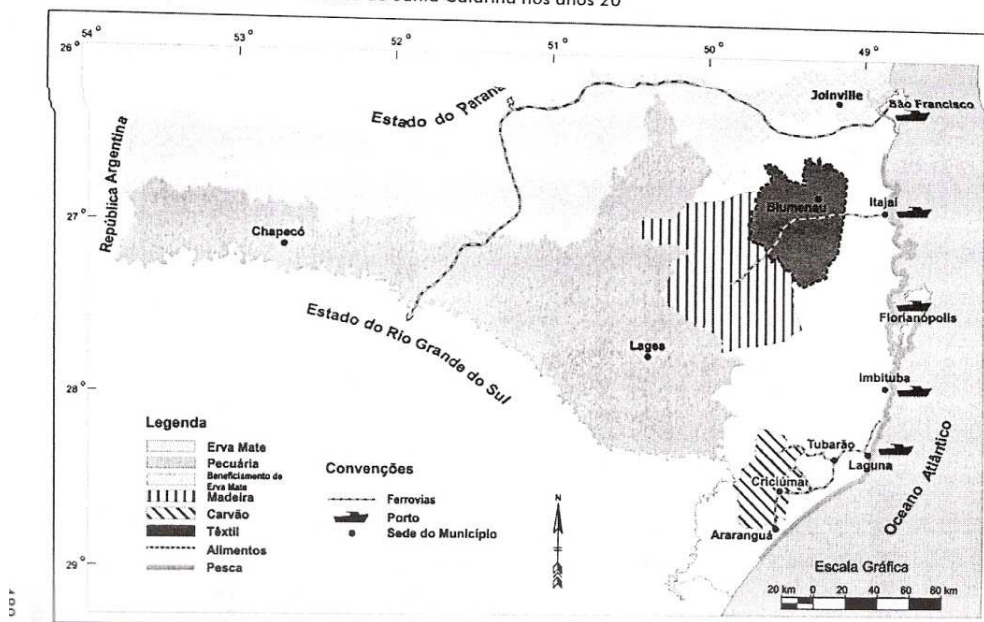 de Santa Catarina nos anos 20
54° 53 52 51 50 49
26°
27°
28°
29°
República Argentina
Estado do Paraná
Estado do Rio Grande do Sul
Oceano Atlântico
Joinville
São Francisco
Blumenau
Itajaí
Chapecó
Florianópolis
Lages
Imbituba
Tubarão
Laguna
Criciúma
Araranguá
Legenda
Erva Mate
Pecuária
Beneficiamento de
Erva Mate
Madeira
Carvão
Têxtil
Alimentos
Pesca
Convenções
Ferrovias
Porto
Sede do Município
N
Escala Gráfica
20 km 0 20 40 60 80 km